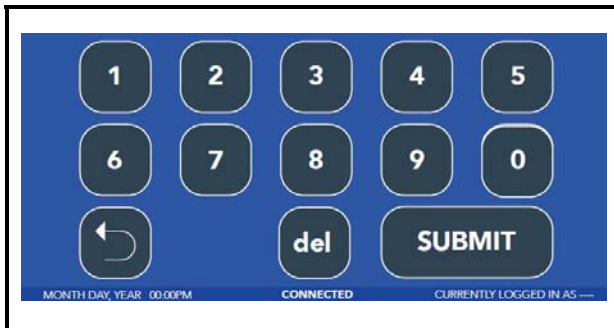 1 2 3 4 5
6 7 8 9 0
del SUBMIT
MONTH DAY, YEAR 00:00PM CONNECTED CURRENTLY LOGGED IN AS ----